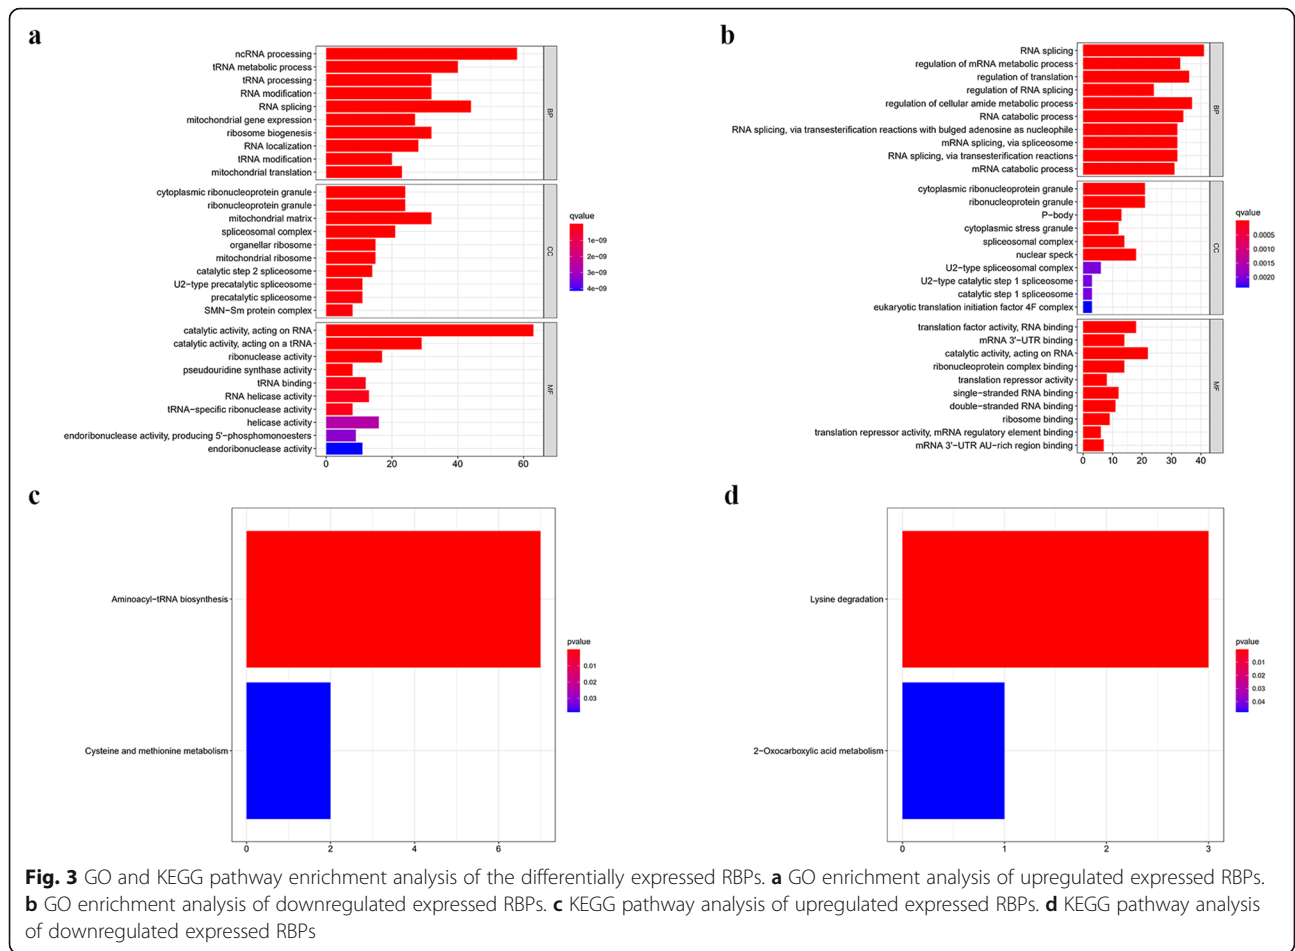 a
ncRNA processing
tRNA metabolic process
tRNA processing
RNA modification
RNA splicing
mitochondrial gene expression
ribosome biogenesis
RNA localization
tRNA modification
mitochondrial translation
BP
cytoplasmic ribonucleoprotein granule
ribonucleoprotein granule
mitochondrial matrix
spliceosomal complex
organellar ribosome
mitochondrial ribosome
catalytic step 2 spliceosome
U2−type precatalytic spliceosome
precatalytic spliceosome
SMN−Sm protein complex
CC
catalytic activity, acting on RNA
catalytic activity, acting on a tRNA
ribonuclease activity
pseudouridine synthase activity
tRNA binding
RNA helicase activity
tRNA−specific ribonuclease activity
helicase activity
endoribonuclease activity, producing 5'−phosphomonoesters
endoribonuclease activity
MF
0 20 40 60
qvalue
1e−09
2e−09
3e−09
4e−09
b
RNA splicing
regulation of mRNA metabolic process
regulation of translation
regulation of RNA splicing
regulation of cellular amide metabolic process
RNA catabolic process
RNA splicing, via transesterification reactions with bulged adenosine as nucleophile
mRNA splicing, via spliceosome
RNA splicing, via transesterification reactions
mRNA catabolic process
BP
cytoplasmic ribonucleoprotein granule
ribonucleoprotein granule
P−body
cytoplasmic stress granule
spliceosomal complex
nuclear speck
U2−type spliceosomal complex
U2−type catalytic step 1 spliceosome
catalytic step 1 spliceosome
eukaryotic translation initiation factor 4F complex
CC
translation factor activity, RNA binding
mRNA 3'−UTR binding
catalytic activity, acting on RNA
ribonucleoprotein complex binding
translation repressor activity
single−stranded RNA binding
double−stranded RNA binding
ribosome binding
translation repressor activity, mRNA regulatory element binding
mRNA 3'−UTR AU−rich region binding
MF
0 10 20 30 40
qvalue
0.0005
0.0010
0.0015
0.0020
c
Aminoacyl−tRNA biosynthesis
Cysteine and methionine metabolism
0 2 4 6
pvalue
0.01
0.02
0.03
d
Lysine degradation
2−Oxocarboxylic acid metabolism
0 1 2 3
pvalue
0.01
0.02
0.03
0.04
Fig. 3 GO and KEGG pathway enrichment analysis of the differentially expressed RBPs. a GO enrichment analysis of upregulated expressed RBPs.
b GO enrichment analysis of downregulated expressed RBPs. c KEGG pathway analysis of upregulated expressed RBPs. d KEGG pathway analysis
of downregulated expressed RBPs